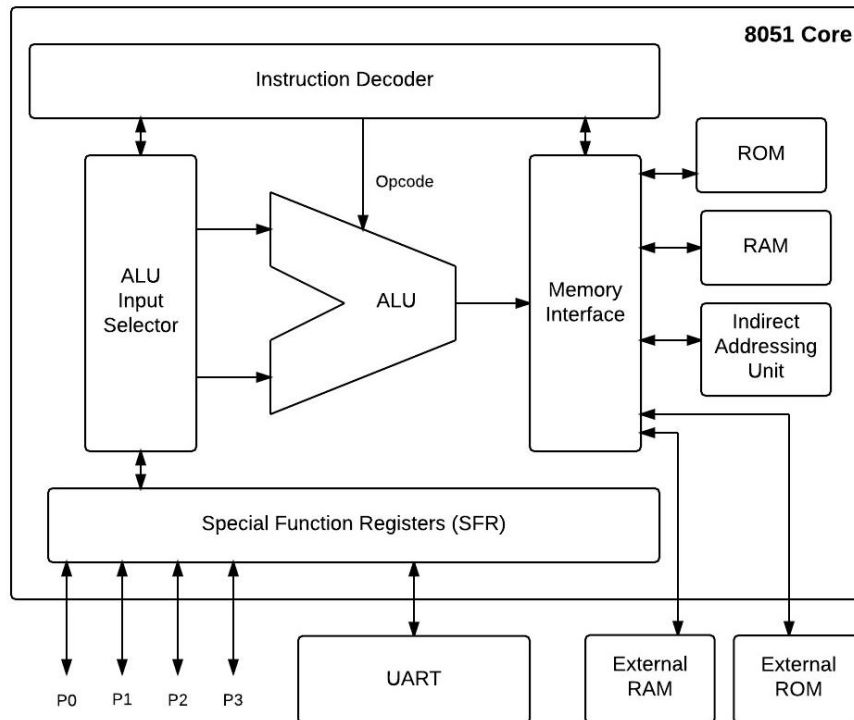 8051 Core
Instruction Decoder
Opcode
ROM
RAM
ALU
Input
Selector
ALU
Memory
Interface
Indirect
Addressing
Unit
Special Function Registers (SFR)
P0
P1
P2
P3
UART
External
RAM
External
ROM